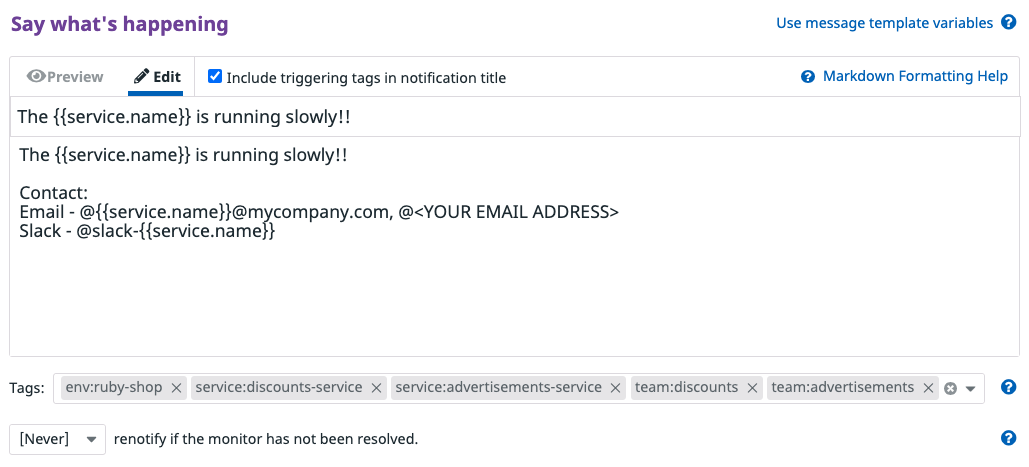 Say what's happening
Use message template variables ?
Preview
Edit
Include triggering tags in notification title
? Markdown Formatting Help
The {{service.name}} is running slowly!!
The {{service.name}} is running slowly!!
Contact:
Email - @{{service.name}}@mycompany.com, @<YOUR EMAIL ADDRESS>
Slack - @slack-{{service.name}}
Tags: env:ruby-shop × service:discounts-service × service:advertisements-service × team:discounts × team:advertisements × ?
[Never] renotify if the monitor has not been resolved. ?